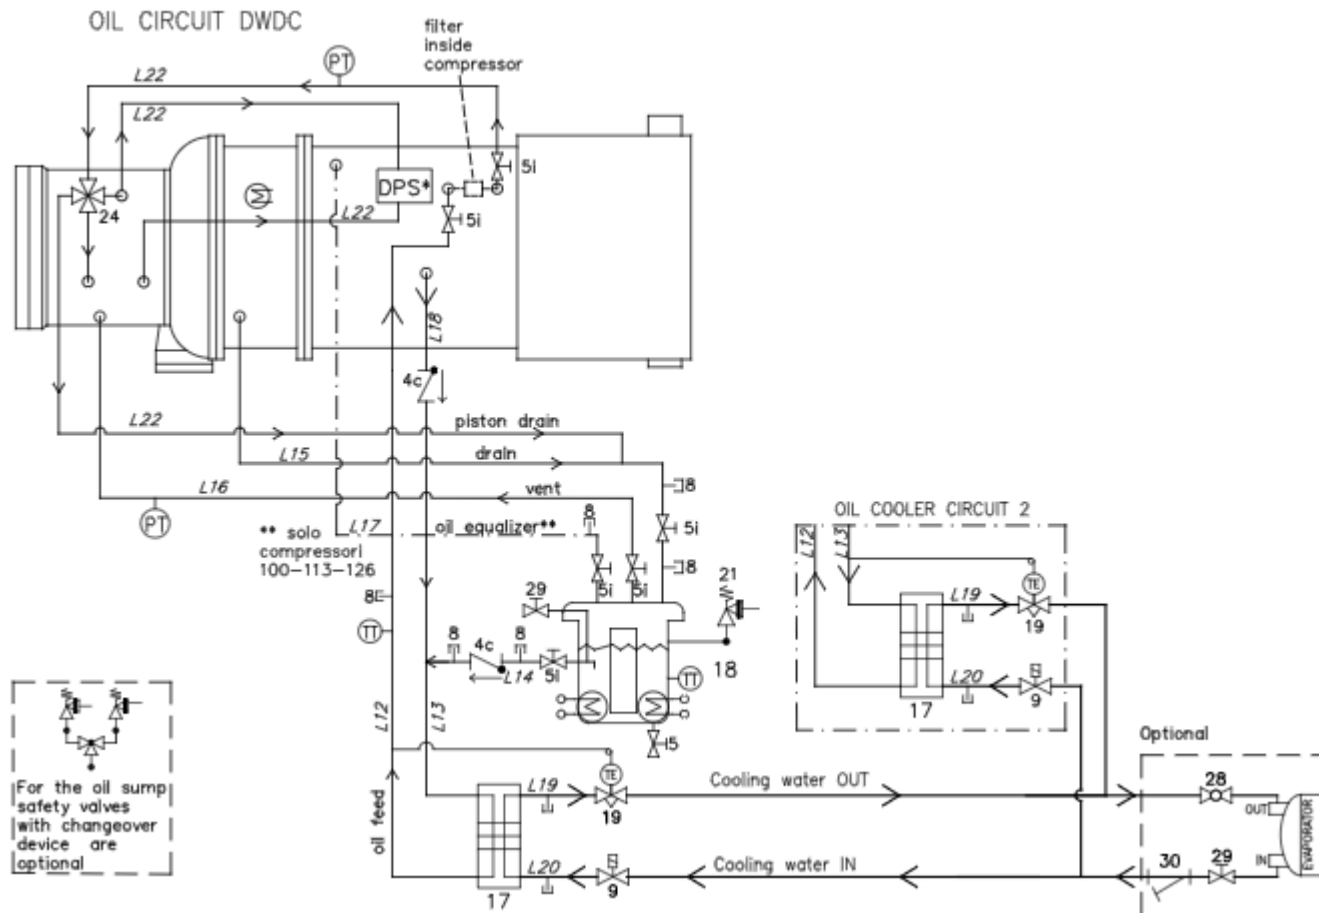 OIL CIRCUIT DWDC
filter
inside
compressor
PT
L22
L22
5i
DPS*
24
L22
5i
L18
4c
L22
piston drain
L15
drain
L16
vent
8
PT
** solo
compressori
100-113-126
L17
oil equalizer**
8
5i
OIL COOLER CIRCUIT 2
L12
L13
8
5i
5i
8
21
29
TE
L19
19
TT
8
4c
8
L14
5i
TT
18
L20
9
17
L12
L13
5
Optional
For the oil sump
safety valves
with changeover
device are
optional
oil feed
L19
TE
19
Cooling water OUT
28
OUT
EVAPORATOR
IN
L20
9
Cooling water IN
30
29
17